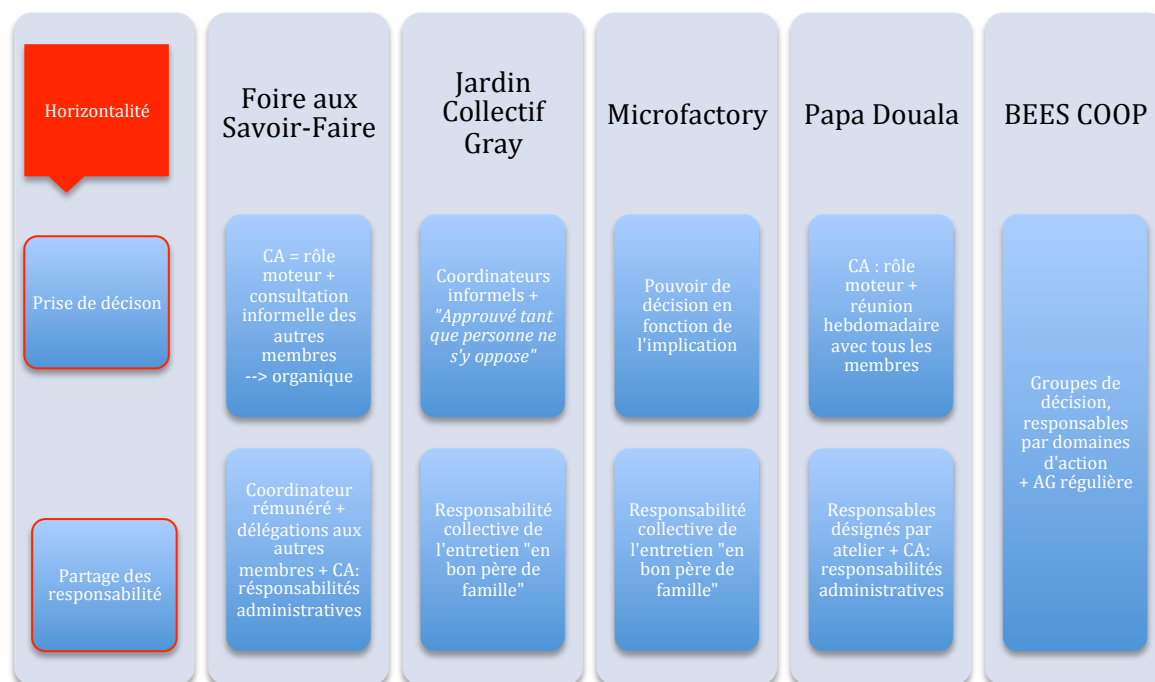 Horizontalité
Foire aux
Savoir-Faire
Jardin
Collectif
Gray
Microfactory
Papa Douala
BEES COOP
Prise de décison
CA = rôle
moteur +
consultation
informelle des
autres
membres
--> organique
Coordinateurs
informels +
"Approuvé tant
que personne ne
s'y oppose"
Pouvoir de
décision en
fonction de
l'implication
CA : rôle
moteur +
réunion
hebdomadaire
avec tous les
membres
Groupes de
décision,
responsables
par domaines
d'action
+ AG régulière
Partage des
responsabilité
Coordinateur
rémunéré +
délégations aux
autres
membres + CA:
résponsabilités
administratives
Responsabilité
collective de
l'entretien "en
bon père de
famille"
Responsabilité
collective de
l'entretien "en
bon père de
famille"
Responsables
désignés par
atelier + CA:
responsabilités
administratives